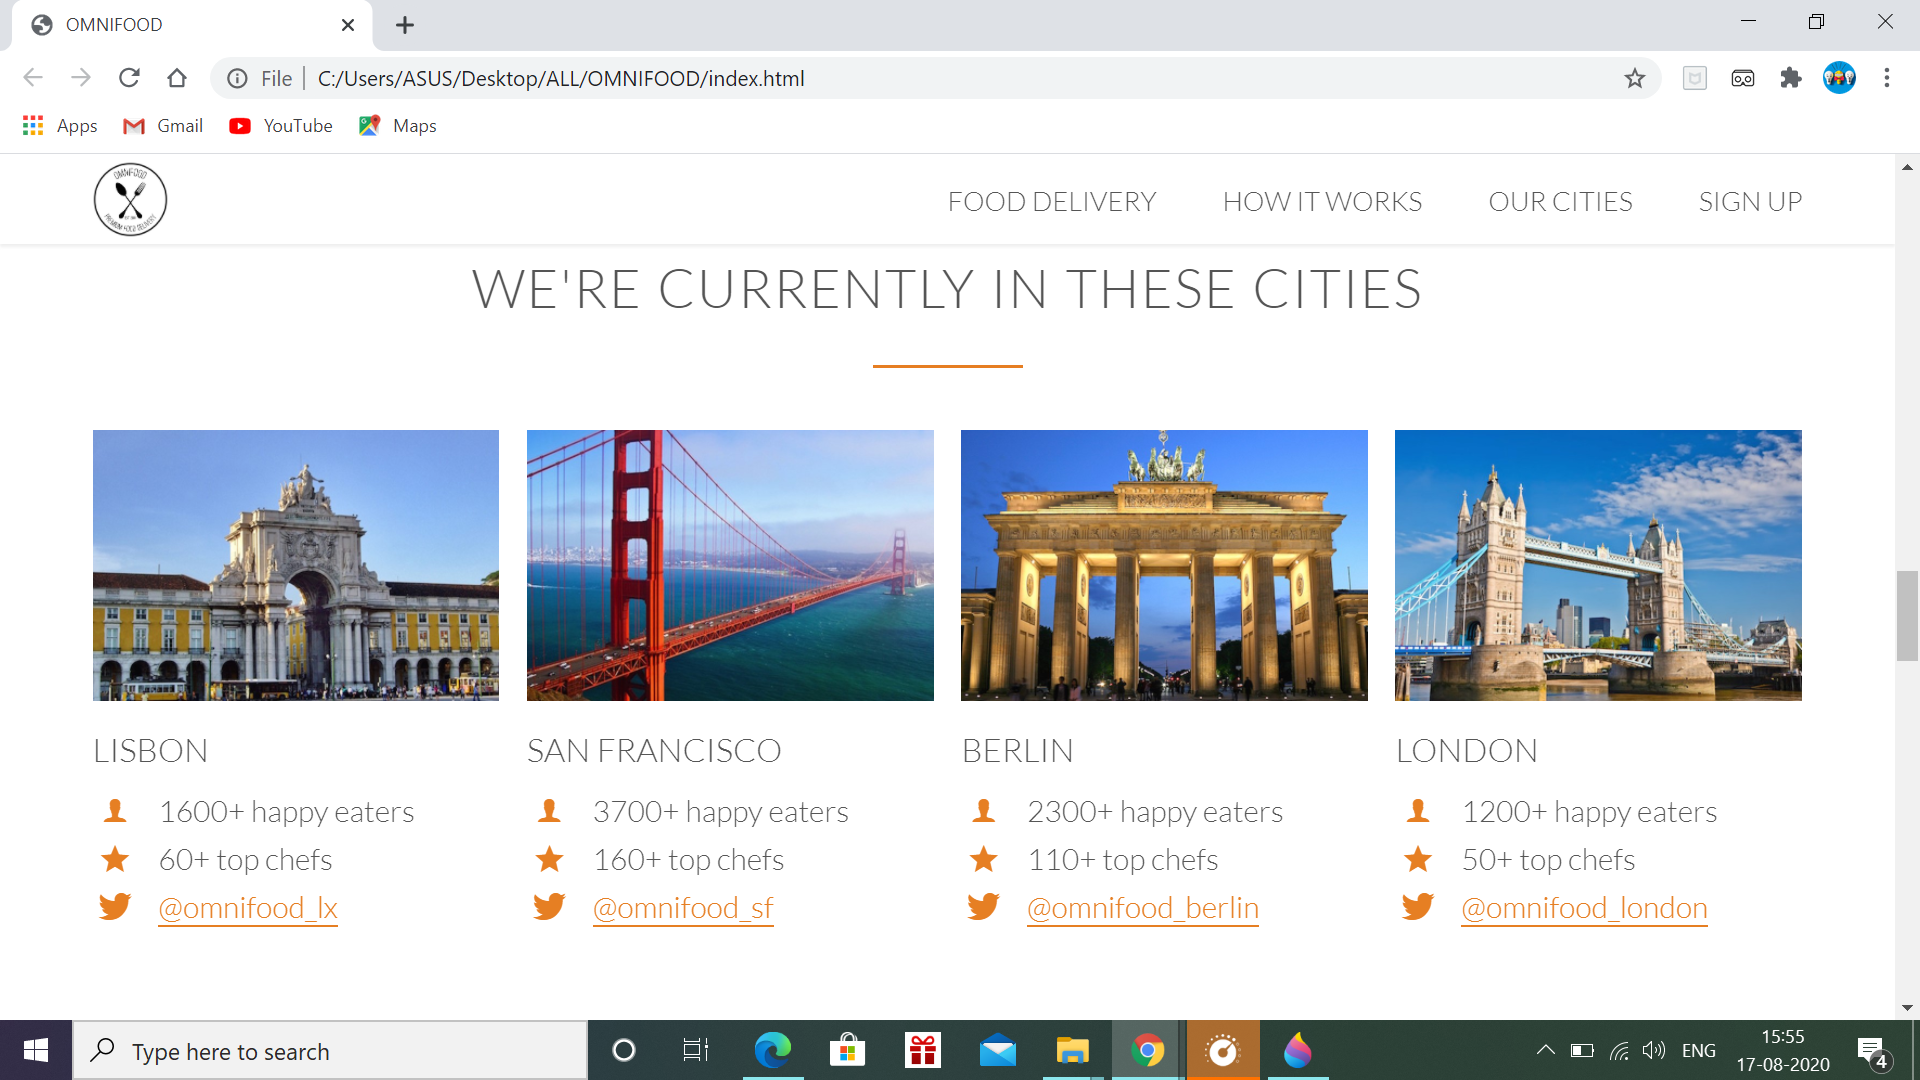 OMNIFOOD
File
C:/Users/ASUS/Desktop/ALL/OMNIFOOD/index.html
Apps Gmail YouTube Maps
OMNIFOOD
FOOD DELIVERY HOW IT WORKS OUR CITIES SIGN UP
WE'RE CURRENTLY IN THESE CITIES
LISBON
1600+ happy eaters
60+ top chefs
@omnifood_lx
SAN FRANCISCO
3700+ happy eaters
160+ top chefs
@omnifood_sf
BERLIN
2300+ happy eaters
110+ top chefs
@omnifood_berlin
LONDON
1200+ happy eaters
50+ top chefs
@omnifood_london
Type here to search
ENG
15:55
17-08-2020
4